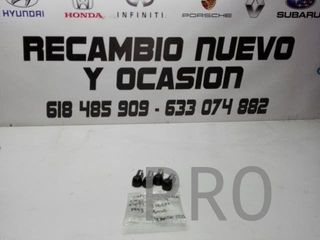 HYUNDAI HONDA INFINITI PORSCHE SUBARU
RECAMBIO NUEVO
Y OCASION
618 485 909 - 633 074 882
PRO